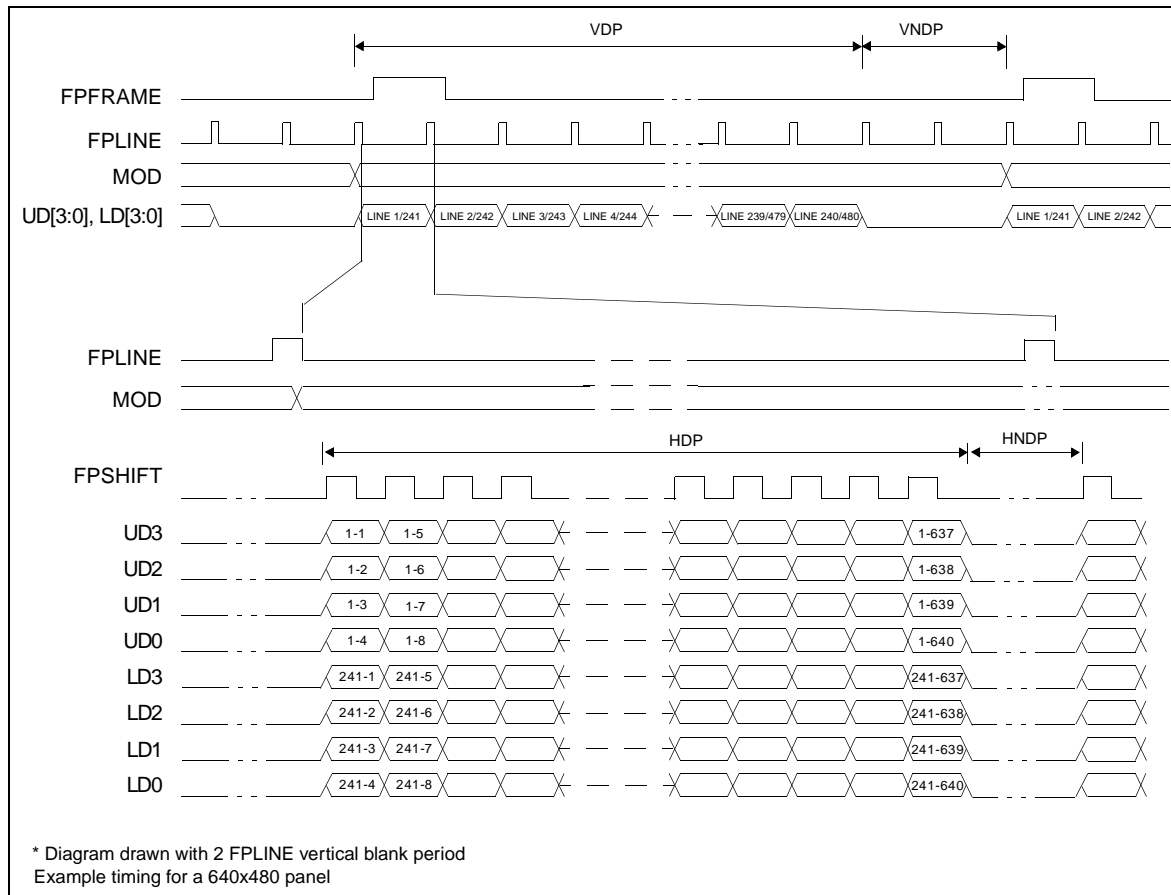 VDP VNDP
FPFRAME
FPLINE
MOD
UD[3:0], LD[3:0] LINE 1/241 LINE 2/242 LINE 3/243 LINE 4/244 LINE 239/479 LINE 240/480 LINE 1/241 LINE 2/242
FPLINE
MOD
HDP HNDP
FPSHIFT
UD3 1-1 1-5 1-637
UD2 1-2 1-6 1-638
UD1 1-3 1-7 1-639
UD0 1-4 1-8 1-640
LD3 241-1 241-5 241-637
LD2 241-2 241-6 241-638
LD1 241-3 241-7 241-639
LD0 241-4 241-8 241-640
* Diagram drawn with 2 FPLINE vertical blank period
Example timing for a 640x480 panel